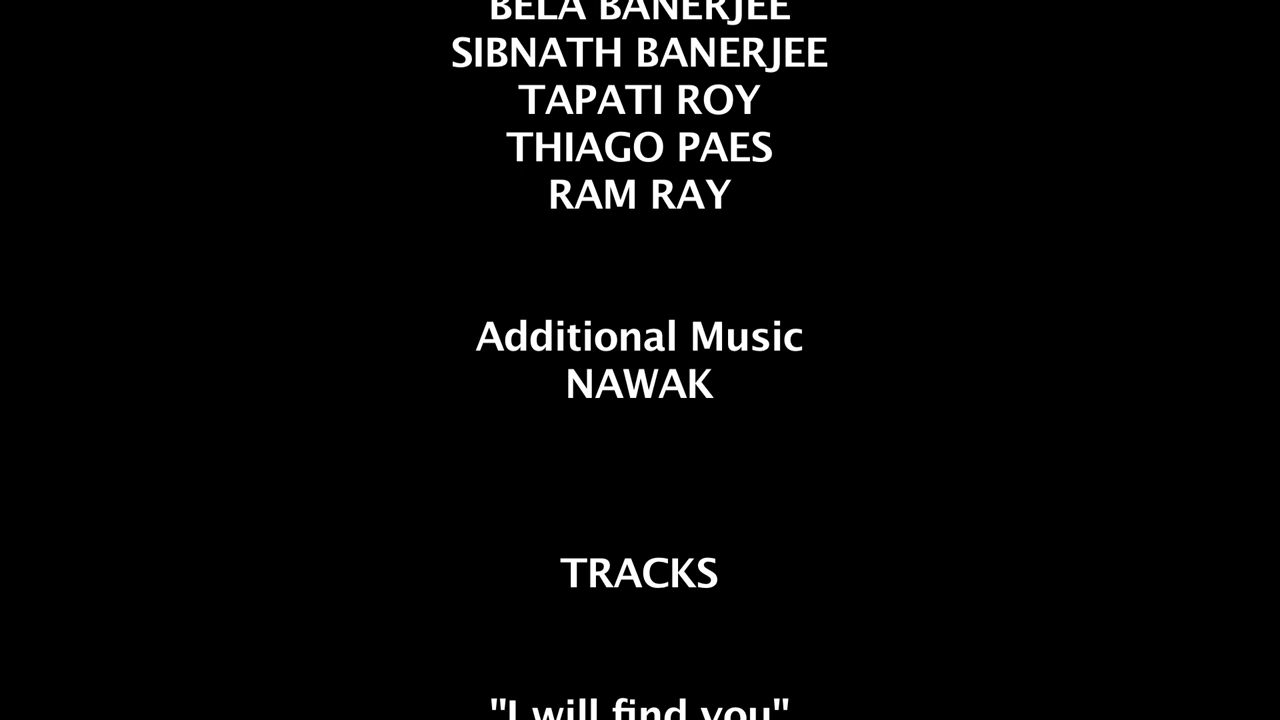 BELA BANERJEE
SIBNATH BANERJEE
TAPATI ROY
THIAGO PAES
RAM RAY
Additional Music
NAWAK
TRACKS
"I will find you"